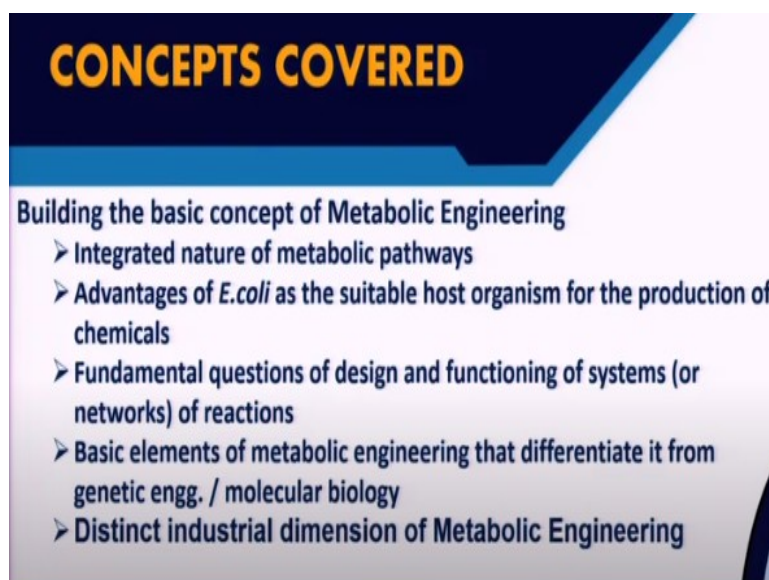 CONCEPTS COVERED
Building the basic concept of Metabolic Engineering
➢ Integrated nature of metabolic pathways
➢ Advantages of E.coli as the suitable host organism for the production of
chemicals
➢ Fundamental questions of design and functioning of systems (or
networks) of reactions
➢ Basic elements of metabolic engineering that differentiate it from
genetic engg. / molecular biology
➢ Distinct industrial dimension of Metabolic Engineering